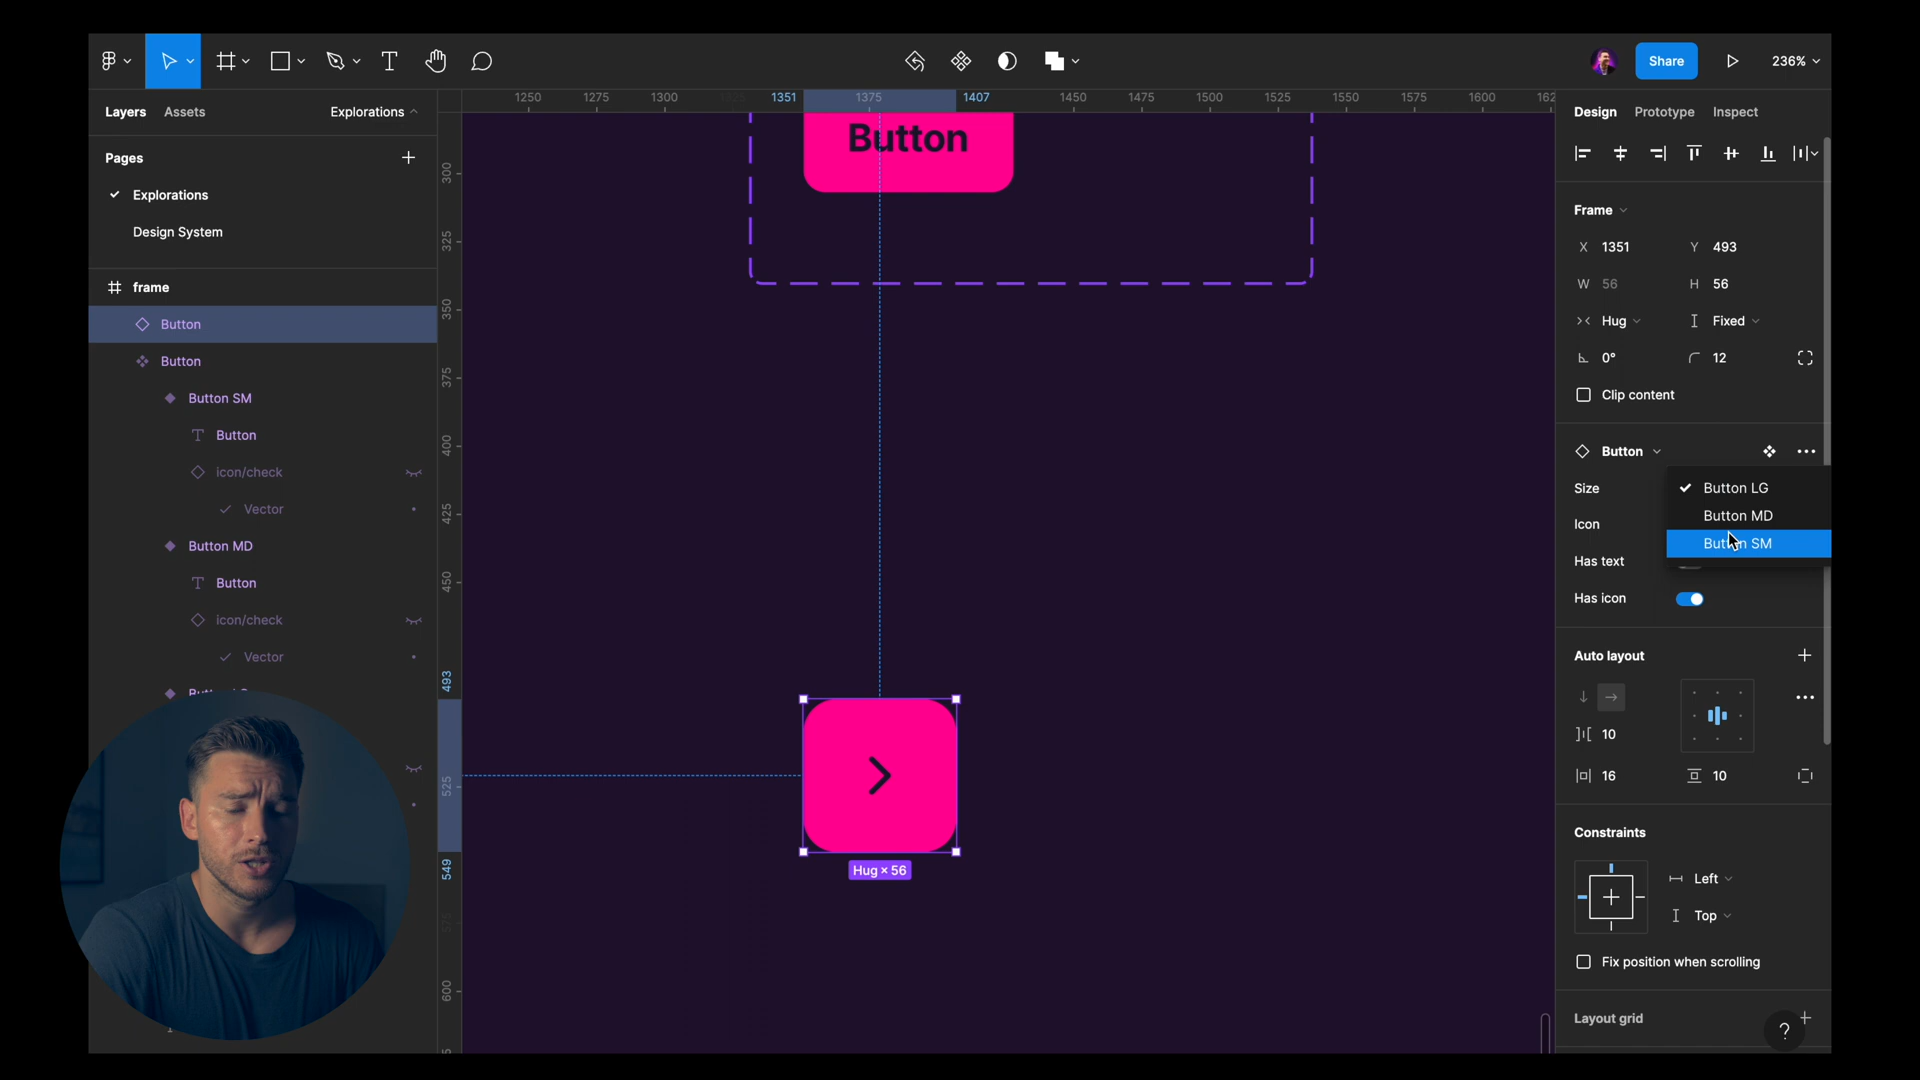 T
Share
236%
Layers
Assets
Explorations
Pages
Explorations
Design System
frame
Button
Button
Button SM
T Button
icon/check
Vector
Button MD
T Button
icon/check
Vector
1250
1275
1300
1351
1375
1407
1450
1475
1500
1525
1550
1575
1600
162
300
325
350
375
400
425
450
493
525
549
575
600
Button
Hug × 56
Design
Prototype
Inspect
Frame
X 1351
Y 493
W 56
H 56
Hug
Fixed
0°
12
Clip content
Button
Size
Button LG
Button MD
Button SM
Icon
Has text
Has icon
Auto layout
10
16
10
Constraints
Left
Top
Fix position when scrolling
Layout grid
?